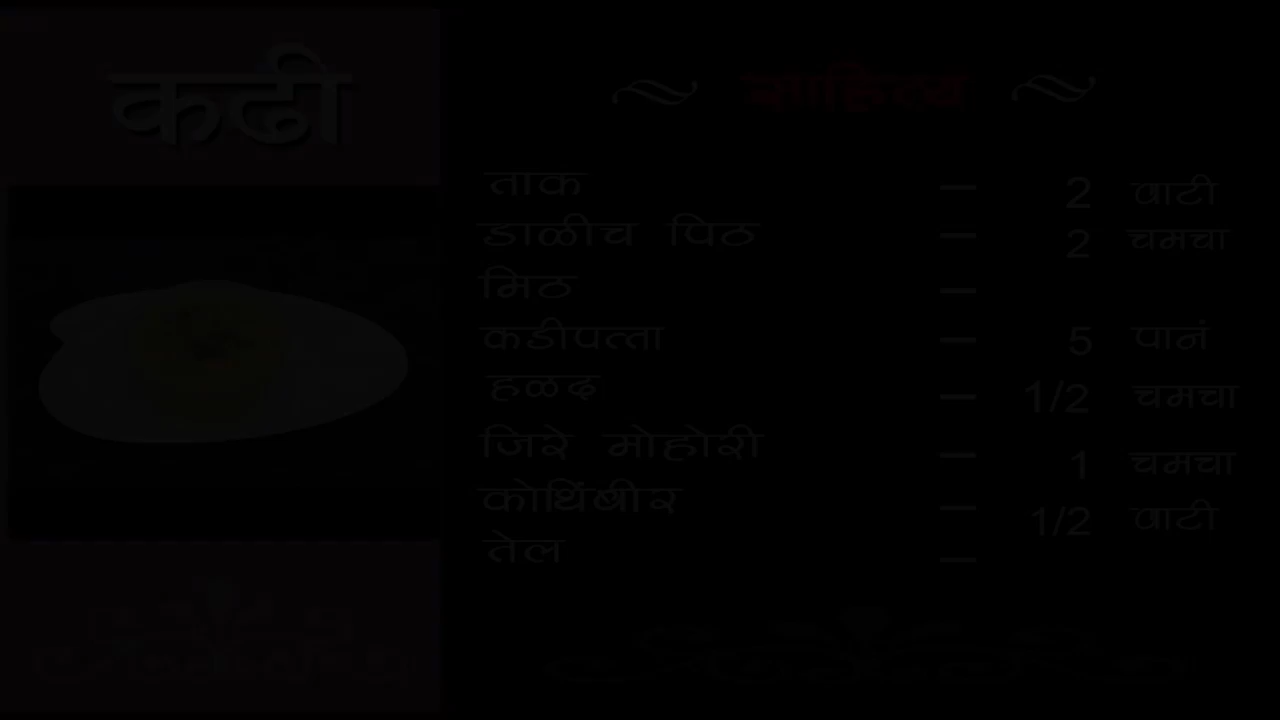 कढी
साहित्य
ताक – 2 वाटी
डाळीच पिठ – 2 चमचा
मिठ –
कडीपत्ता – 5 पानं
हळद – 1/2 चमचा
जिरे मोहोरी – 1 चमचा
कोथिंबीर – 1/2 वाटी
तेल –